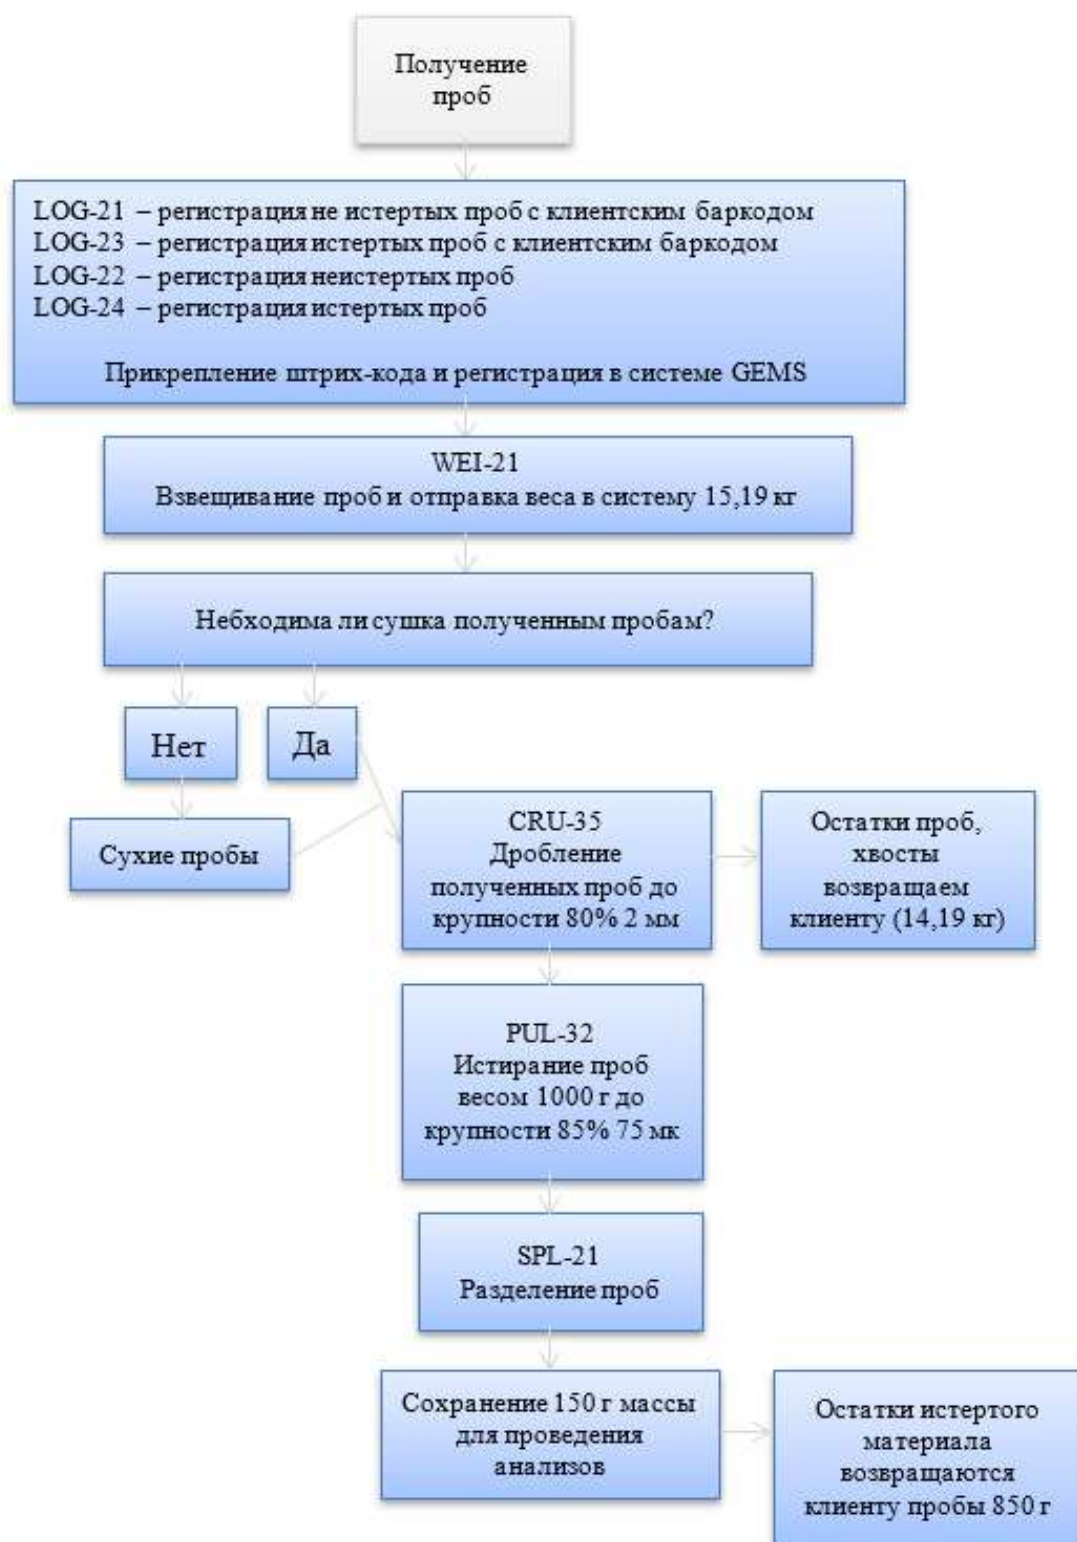 Получение
проб
LOG-21 – регистрация не истертых проб с клиентским баркодом
LOG-23 – регистрация истертых проб с клиентским баркодом
LOG-22 – регистрация неистертых проб
LOG-24 – регистрация истертых проб
Прикрепление штрих-кода и регистрация в системе GEMS
WEI-21
Взвещивание проб и отправка веса в систему 15,19 кг
Небходима ли сушка полученным пробам?
Нет
Да
Сухие пробы
CRU-35
Дробление
полученных проб до
крупности 80% 2 мм
Остатки проб,
хвосты
возвращаем
клиенту (14,19 кг)
PUL-32
Истирание проб
весом 1000 г до
крупности 85% 75 мк
SPL-21
Разделение проб
Сохранение 150 г массы
для проведения
анализов
Остатки истертого
материала
возвращаются
клиенту пробы 850 г